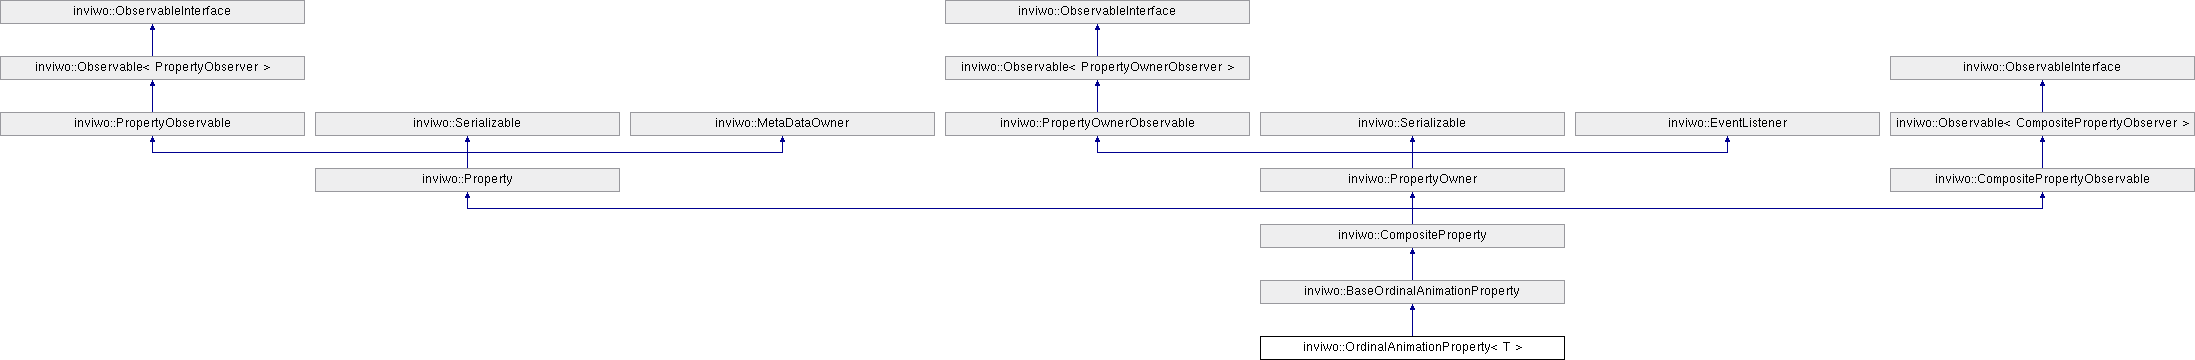 inviwo::ObservableInterface
inviwo::ObservableInterface
inviwo::Observable< PropertyObserver >
inviwo::Observable< PropertyOwnerObserver >
inviwo::ObservableInterface
inviwo::PropertyObservable
inviwo::Serializable
inviwo::MetaDataOwner
inviwo::PropertyOwnerObservable
inviwo::Serializable
inviwo::EventListener
inviwo::Observable< CompositePropertyObserver >
inviwo::Property
inviwo::PropertyOwner
inviwo::CompositePropertyObservable
inviwo::CompositeProperty
inviwo::BaseOrdinalAnimationProperty
inviwo::OrdinalAnimationProperty< T >